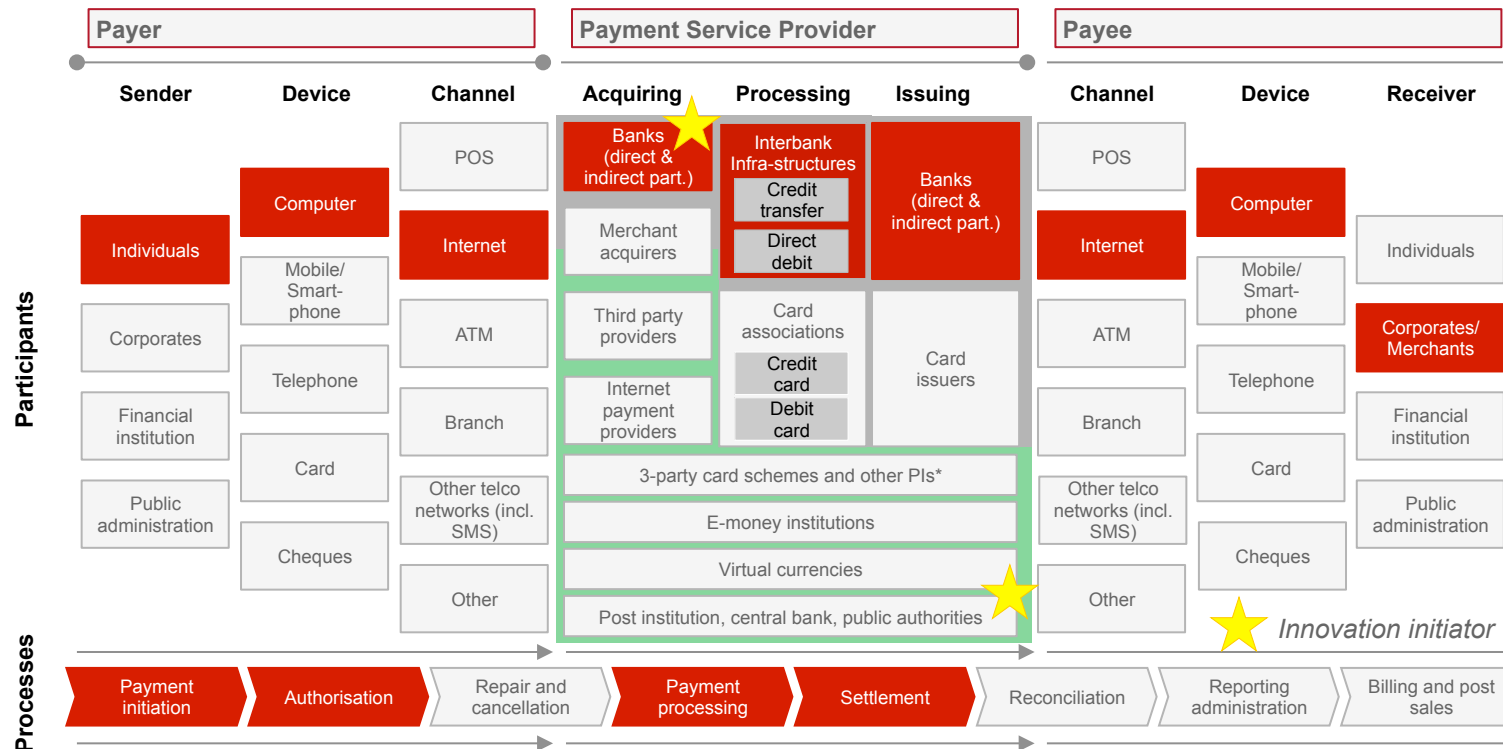 Payer
Payment Service Provider
Payee
Sender
Device
Channel
Acquiring
Processing
Issuing
Channel
Device
Receiver
Participants
Individuals
Corporates
Financial
institution
Public
administration
Computer
Mobile/
Smart-
phone
Telephone
Card
Cheques
POS
Internet
ATM
Branch
Other telco
networks (incl.
SMS)
Other
Banks
(direct &
indirect part.)
Merchant
acquirers
Third party
providers
Internet
payment
providers
Interbank
Infra-structures
Credit
transfer
Direct
debit
Card
associations
Credit
card
Debit
card
Banks
(direct &
indirect part.)
Card
issuers
3-party card schemes and other PIs*
E-money institutions
Virtual currencies
Post institution, central bank, public authorities
POS
Internet
ATM
Branch
Other telco
networks (incl.
SMS)
Other
Computer
Mobile/
Smart-
phone
Telephone
Card
Cheques
Individuals
Corporates/
Merchants
Financial
institution
Public
administration
Innovation initiator
Processes
Payment
initiation
Authorisation
Repair and
cancellation
Payment
processing
Settlement
Reconciliation
Reporting
administration
Billing and post
sales